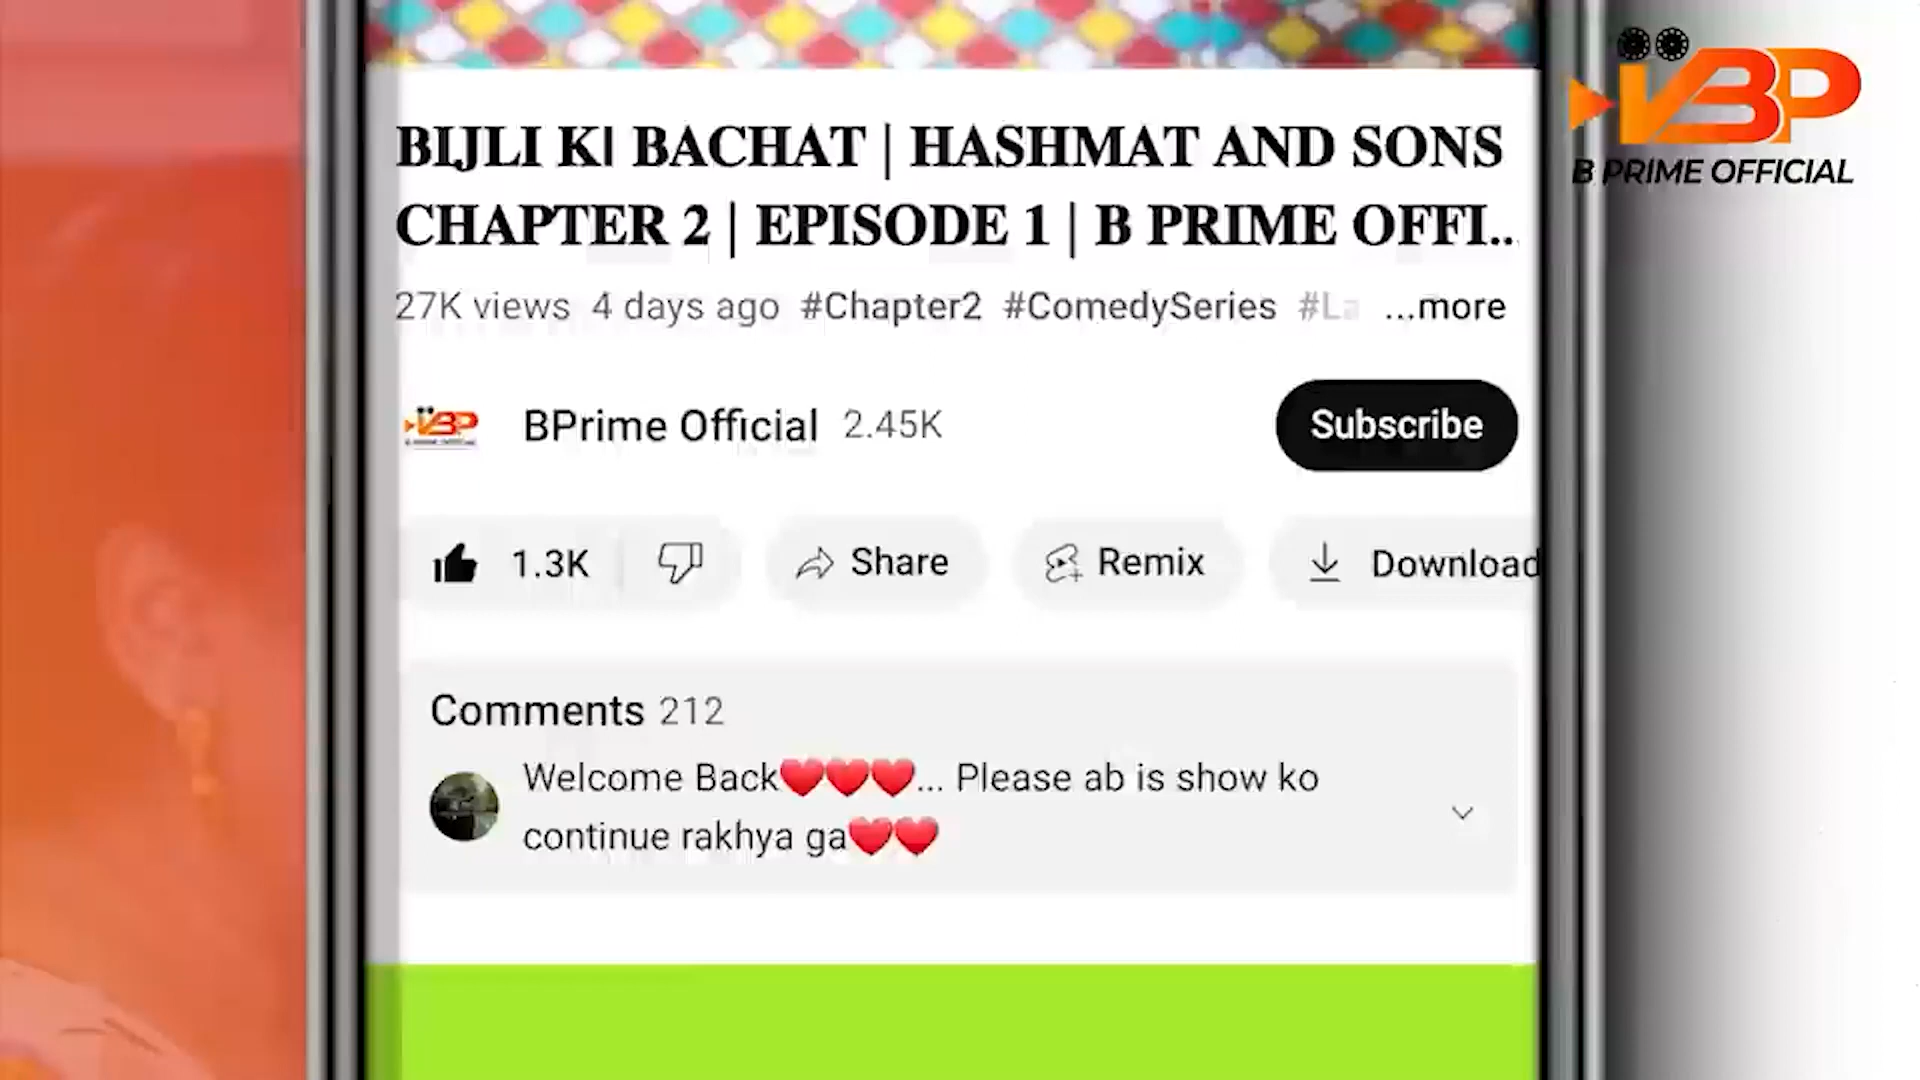 BIJLI KI BACHAT | HASHMAT AND SONS
CHAPTER 2 | EPISODE 1 | B PRIME OFFI..
27K views 4 days ago #Chapter2 #ComedySeries #La ...more
BPrime Official 2.45K
Subscribe
1.3K
Share
Remix
Download
Comments 212
Welcome Back❤️❤️❤️... Please ab is show ko
continue rakhya ga❤️❤️
VBP
B PRIME OFFICIAL